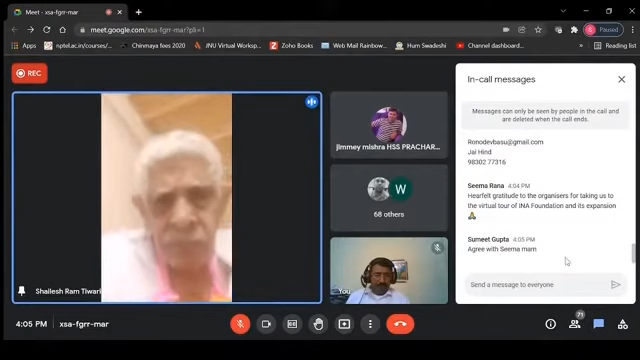 Meet - xsa-fgrr-mar
meet.google.com/xsa-fgrr-mar?pli=1
Paused
Apps
nptel.ac.in/courses/...
Chinmaya fees 2020
JNU Virtual Worksp...
Zoho Books
Web Mail Rainbow...
Hum Swadeshi
Channel dashboard...
Reading list
REC
In-call messages
Messages can only be seen by people in the call and
are deleted when the call ends.
Ronodevbasu@gmail.com
Jai Hind
98302 77316
Seema Rana 4:04 PM
Hearfelt gratitude to the organisers for taking us to
the virtual tour of INA Foundation and its expansion
Sumeet Gupta 4:05 PM
Agree with Seema mam
Send a message to everyone
jimmey mishra HSS PRACHAR...
W
68 others
You
Shailesh Ram Tiwari
4:05 PM
xsa-fgrr-mar
71